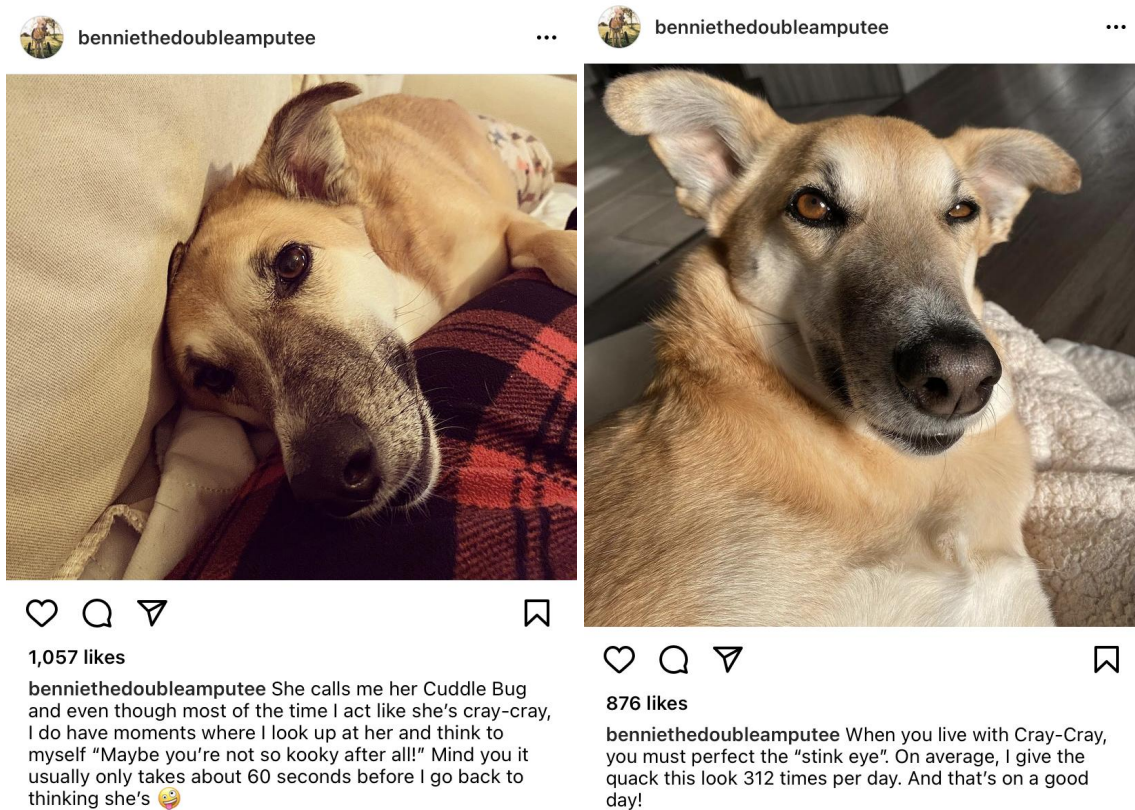 benniethedoubleamputee
1,057 likes
benniethedoubleamputee She calls me her Cuddle Bug
and even though most of the time I act like she's cray-cray,
I do have moments where I look up at her and think to
myself “Maybe you're not so kooky after all!” Mind you it
usually only takes about 60 seconds before I go back to
thinking she's 🤪
benniethedoubleamputee
876 likes
benniethedoubleamputee When you live with Cray-Cray,
you must perfect the “stink eye”. On average, I give the
quack this look 312 times per day. And that's on a good
day!